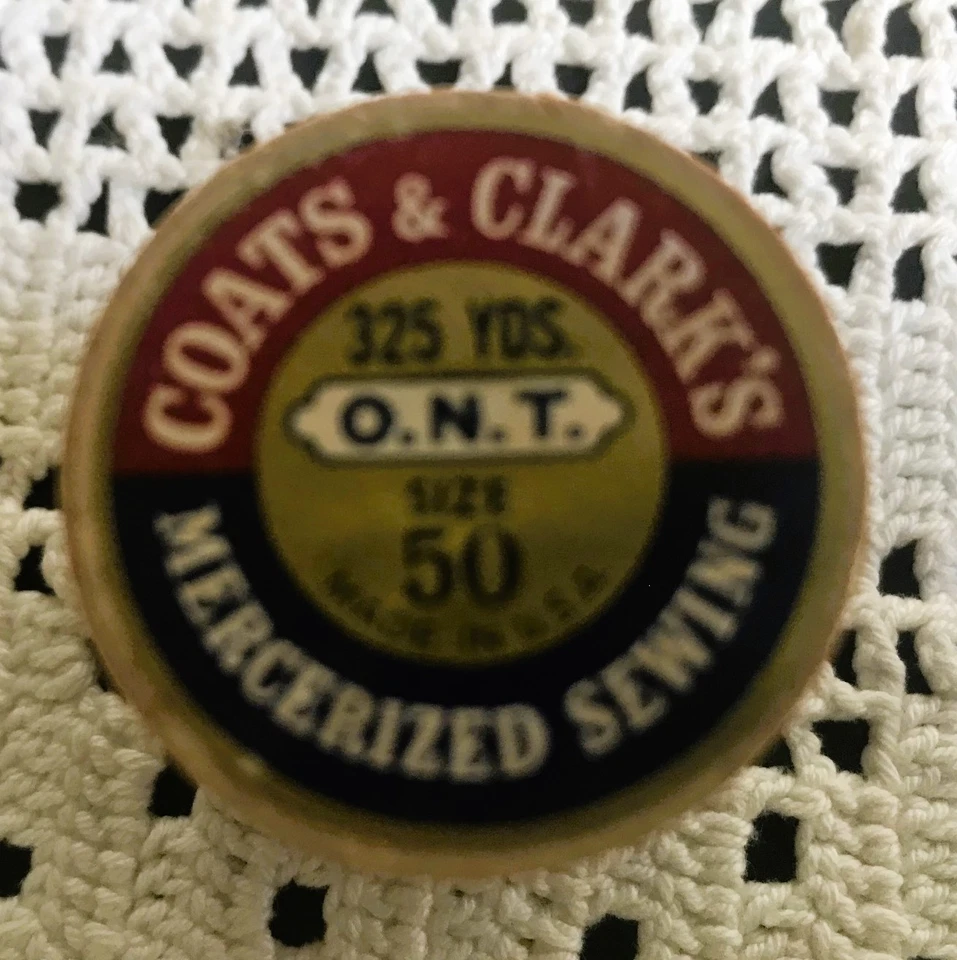 COATS & CLARK'S
325 YDS.
O.N.T.
SIZE
50
MADE IN U.S.A.
MERCERIZED SEWING